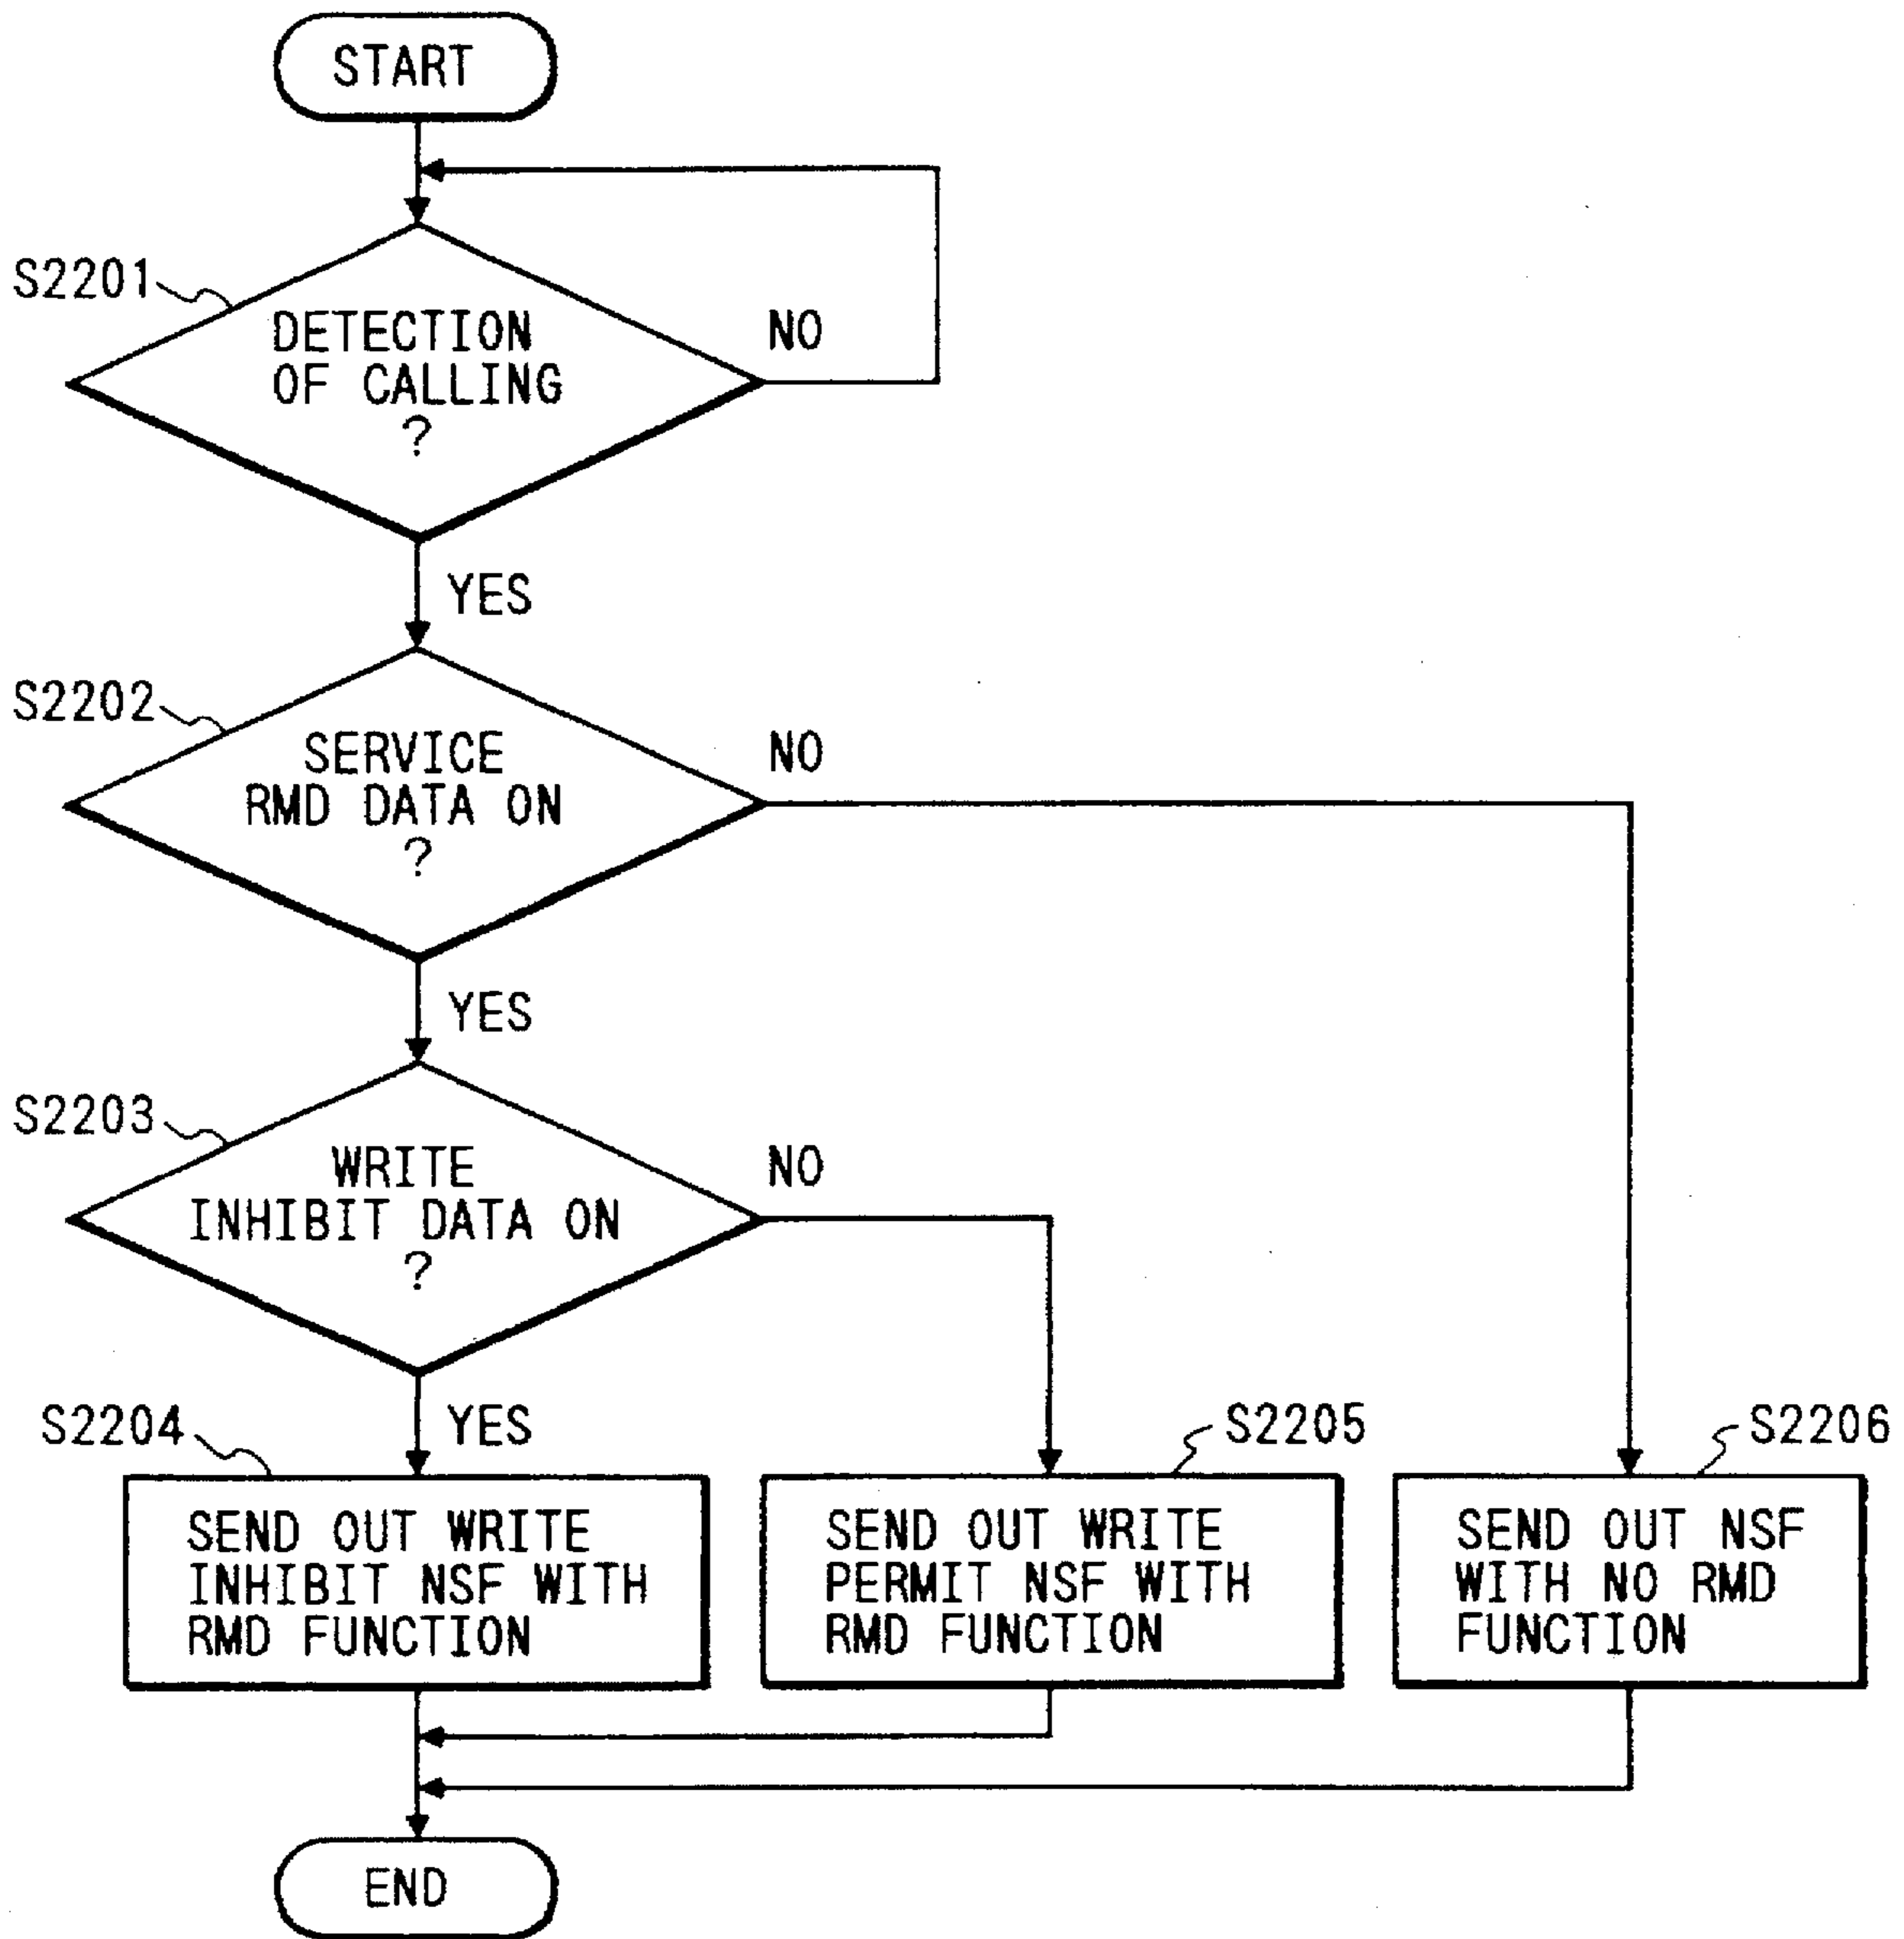 START
S2201
DETECTION
OF CALLING
?
NO
YES
S2202
SERVICE
RMD DATA ON
?
NO
YES
S2203
WRITE
INHIBIT DATA ON
?
NO
YES
S2204
SEND OUT WRITE
INHIBIT NSF WITH
RMD FUNCTION
S2205
SEND OUT WRITE
PERMIT NSF WITH
RMD FUNCTION
S2206
SEND OUT NSF
WITH NO RMD
FUNCTION
END